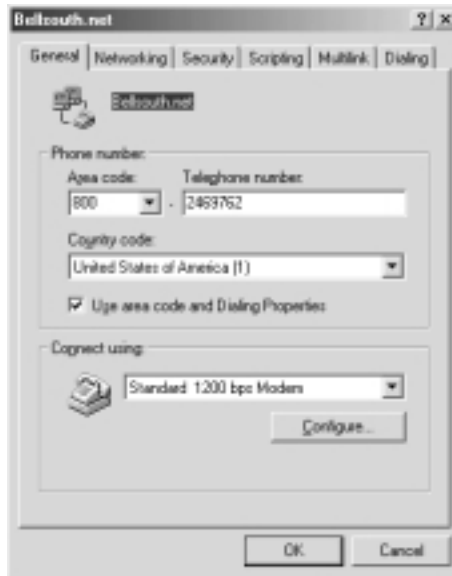 Bellsouth.net ? ×
General Networking Security Scripting Multilink Dialing
Bellsouth.net
Phone number:
Area code: Telephone number:
800 - 2469762
Country code:
United States of America (1)
Use area code and Dialing Properties
Connect using:
Standard 1200 bps Modem
Configure...
OK Cancel